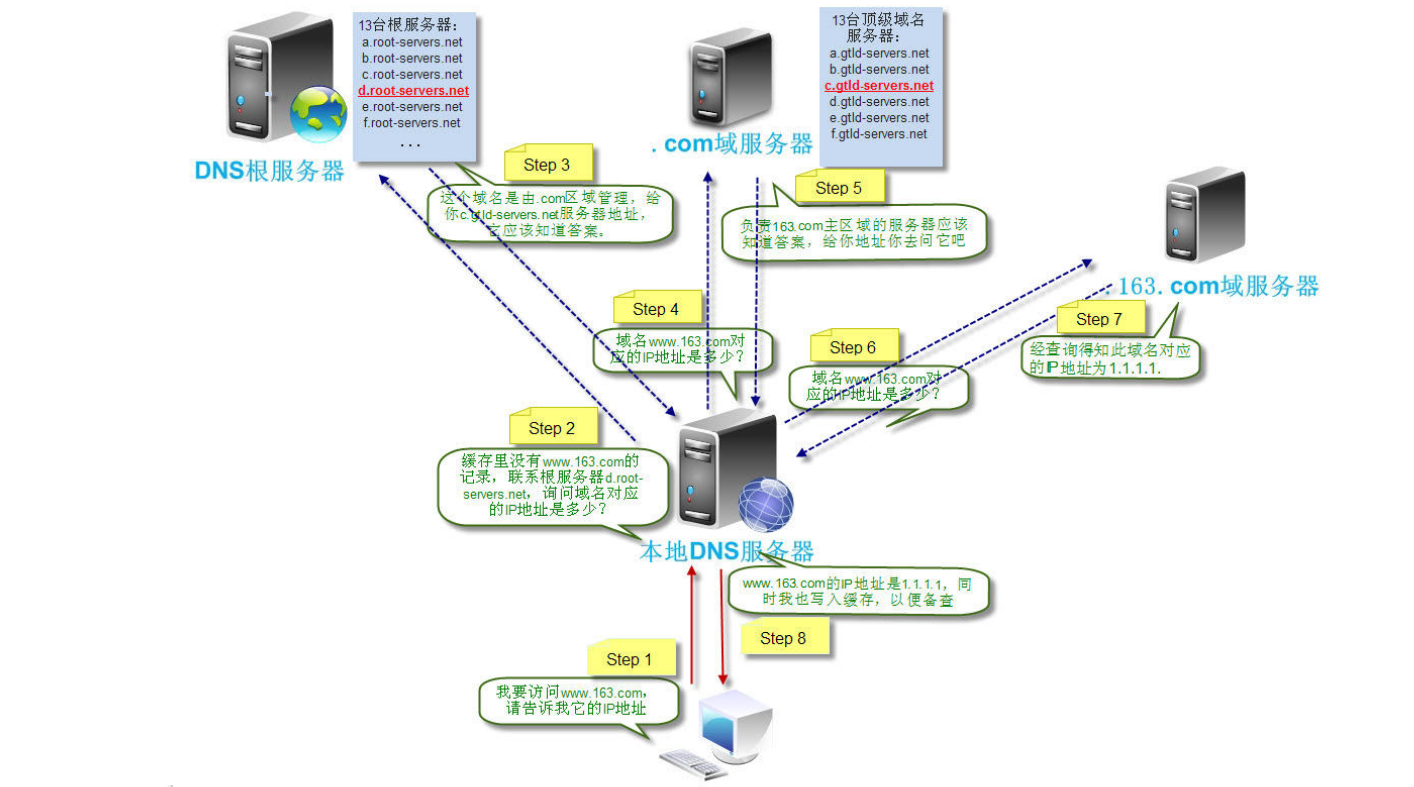 13台根服务器：
a.root-servers.net
b.root-servers.net
c.root-servers.net
d.root-servers.net
e.root-servers.net
f.root-servers.net
...
DNS根服务器
13台顶级域名
服务器：
a.gtld-servers.net
b.gtld-servers.net
c.gtld-servers.net
d.gtld-servers.net
e.gtld-servers.net
f.gtld-servers.net
.com域服务器
Step 3
这个域名是由.com区域管理，给
你c.gtld-servers.net服务器地址，
它应该知道答案。
Step 5
负责163.com主区域的服务器应该
知道答案，给你地址你去问它吧
.163.com域服务器
Step 4
域名www.163.com对
应的IP地址是多少？
Step 6
域名www.163.com对
应的IP地址是多少？
Step 7
经查询得知此域名对应
的IP地址为1.1.1.1.
Step 2
缓存里没有www.163.com的
记录，联系根服务器d.root-
servers.net，询问域名对应
的IP地址是多少？
本地DNS服务器
www.163.com的IP地址是1.1.1.1，同
时我也写入缓存，以便备查
Step 8
Step 1
我要访问www.163.com，
请告诉我它的IP地址